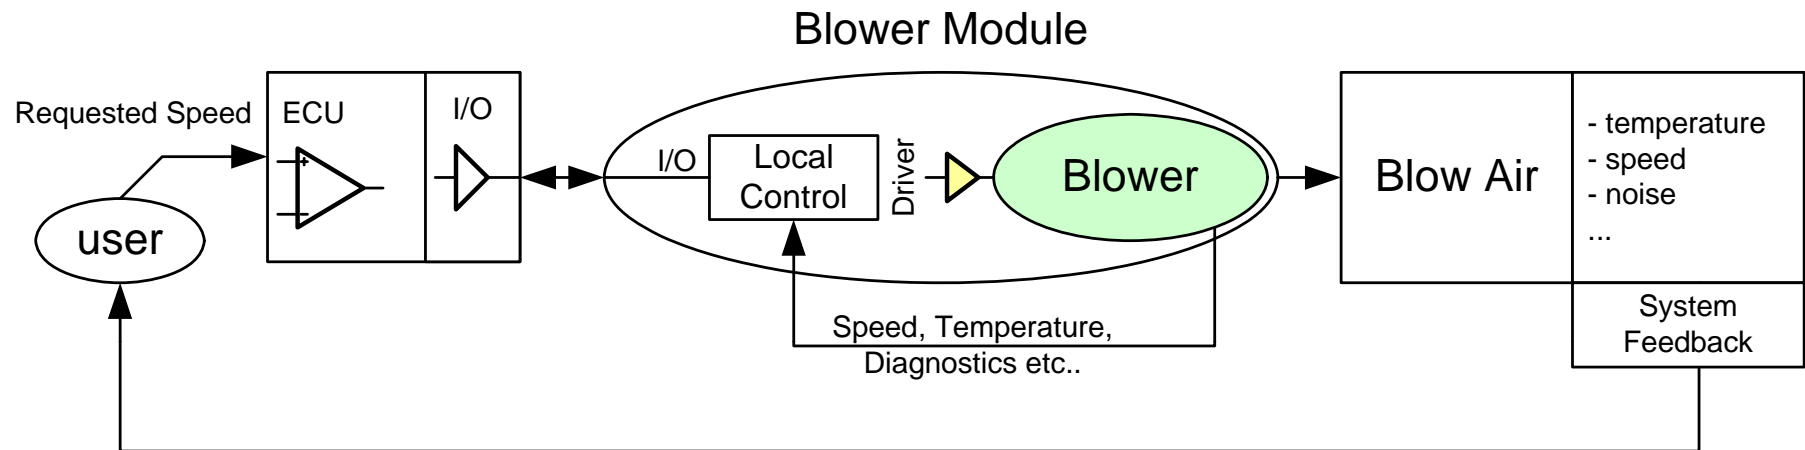 Blower Module
Requested Speed
ECU
I/O
I/O
Local
Control
Driver
Blower
Blow Air
- temperature
- speed
- noise
...
user
Speed, Temperature,
Diagnostics etc..
System
Feedback